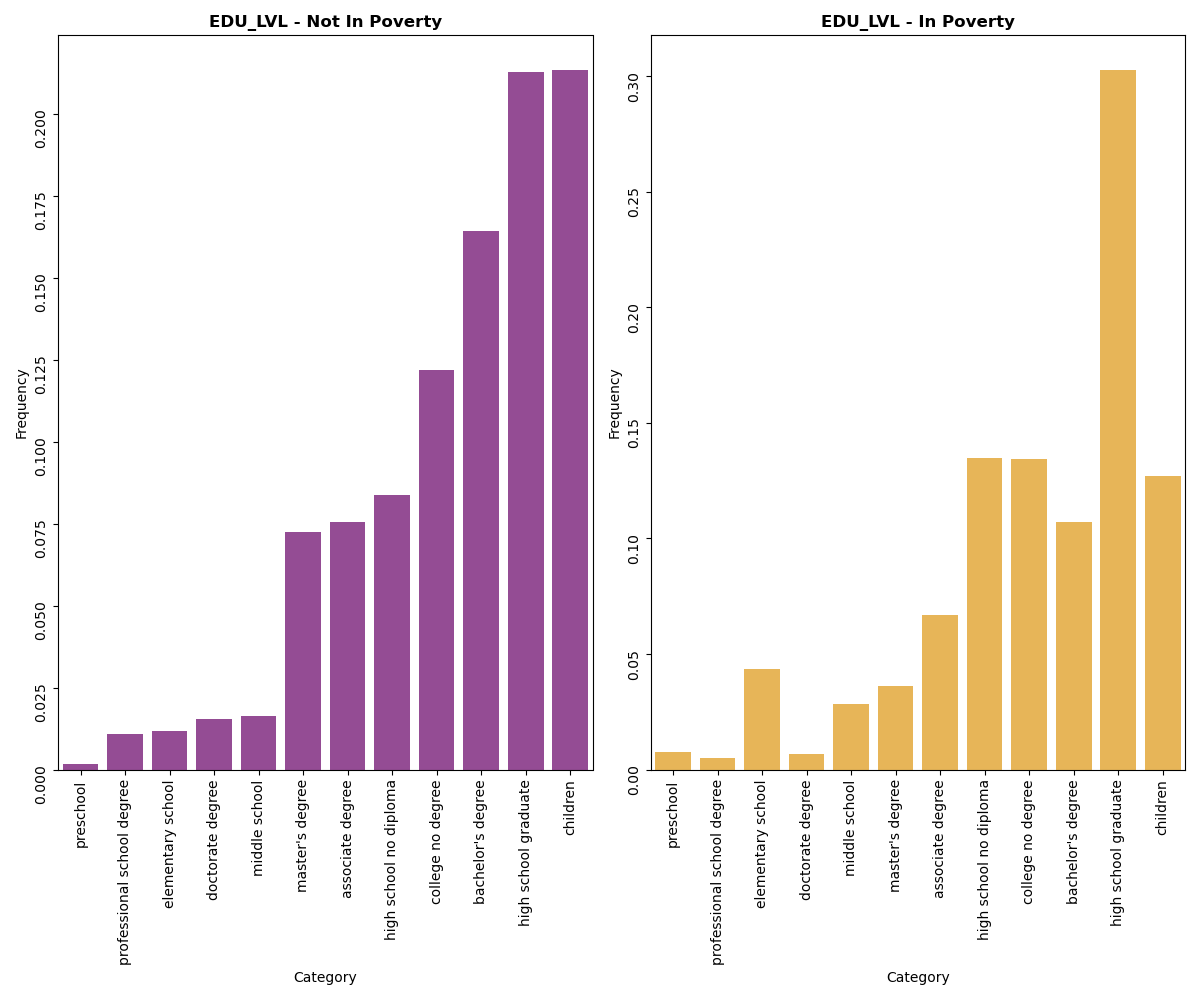 EDU_LVL - Not In Poverty
Frequency
0.200
0.175
0.150
0.125
0.100
0.075
0.050
0.025
0.000
preschool
professional school degree
elementary school
doctorate degree
middle school
master's degree
associate degree
high school no diploma
college no degree
bachelor's degree
high school graduate
children
Category
EDU_LVL - In Poverty
Frequency
0.30
0.25
0.20
0.15
0.10
0.05
0.00
preschool
professional school degree
elementary school
doctorate degree
middle school
master's degree
associate degree
high school no diploma
college no degree
bachelor's degree
high school graduate
children
Category